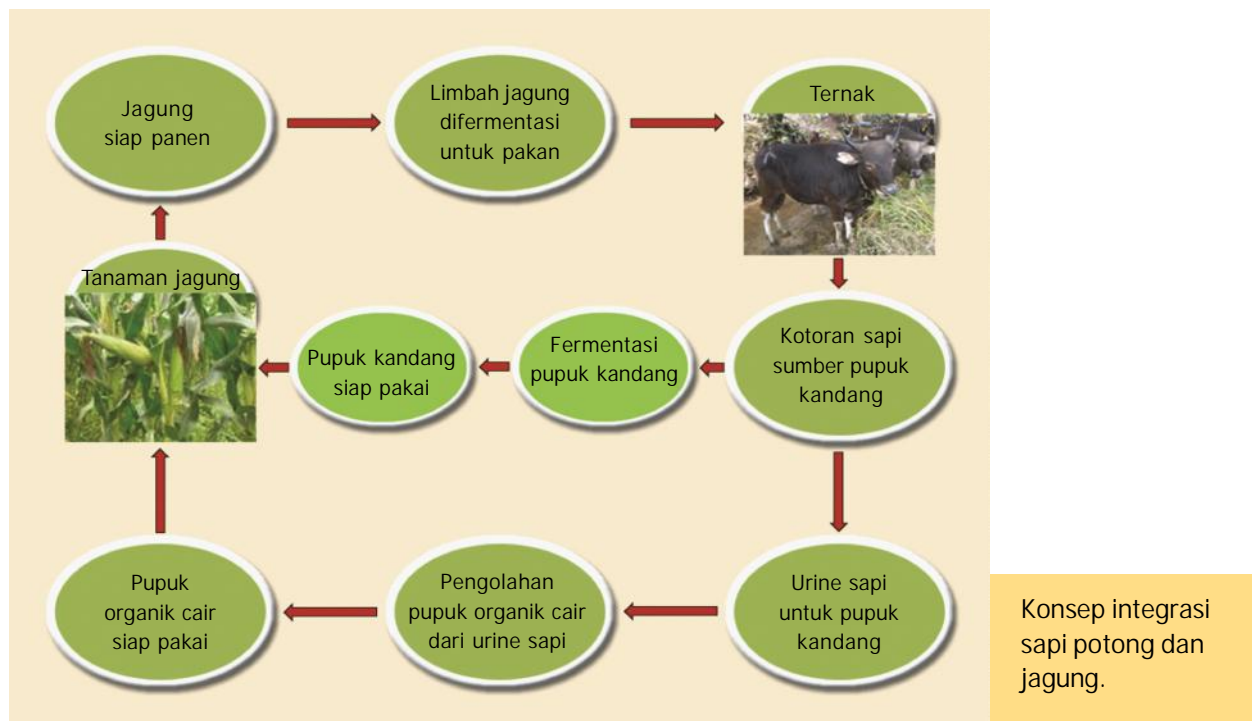 Jagung
siap panen
Limbah jagung
difermentasi
untuk pakan
Ternak
Tanaman jagung
Pupuk kandang
siap pakai
Fermentasi
pupuk kandang
Kotoran sapi
sumber pupuk
kandang
Pupuk
organik cair
siap pakai
Pengolahan
pupuk organik cair
dari urine sapi
Urine sapi
untuk pupuk
kandang
Konsep integrasi
sapi potong dan
jagung.